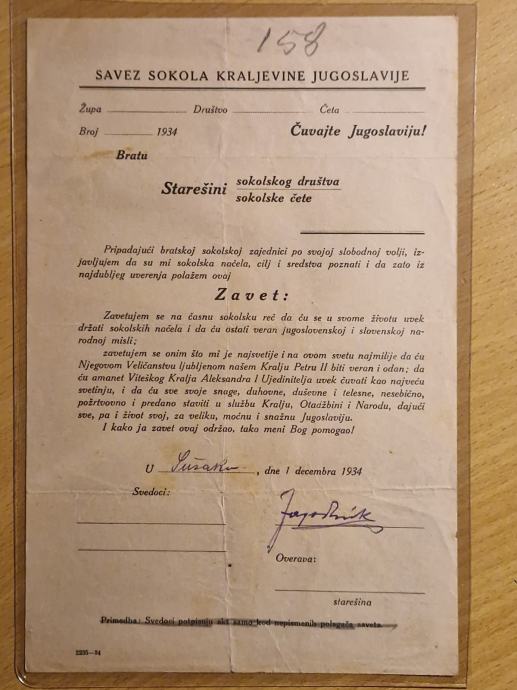 158
SAVEZ SOKOLA KRALJEVINE JUGOSLAVIJE
Župa Društvo Četa
Broj 1934 Čuvajte Jugoslaviju!
Bratu
Starešini sokolskog društva
sokolske čete
Pripadajući bratskoj sokolskoj zajednici po svojoj slobodnoj volji, iz-
javljujem da su mi sokolska načela, cilj i sredstva poznati i da zato iz
najdubljeg uverenja polažem ovaj
Zavet:
Zavetujem se na časnu sokolsku reč da ću se u svome životu uvek
držati sokolskih načela i da ću ostati veran jugoslovenskoj i slovenskoj na-
rodnoj misli;
zavetujem se onim što mi je najsvetije i na ovom svetu najmilije da ću
Njegovom Veličanstvu ljubljenom našem Kralju Petru II biti veran i odan; da
ću amanet Viteškog Kralja Aleksandra I Ujedinitelja uvek čuvati kao najveću
svetinju, i da ću sve svoje snage, duhovne, duševne i telesne, nesebično,
požrtvovno i predano staviti u službu Kralju, Otadžbini i Narodu, dajući
sve, pa i život svoj, za veliku, moćnu i snažnu Jugoslaviju.
I kako ja zavet ovaj održao, tako meni Bog pomogao!
U Sušaku, dne 1 decembra 1934
Svedoci:
Jagodnik
Overava:
starešina
Primedba: Svedoci potpisuju akt samo kod nepismenih polagača zaveta.
2235—34